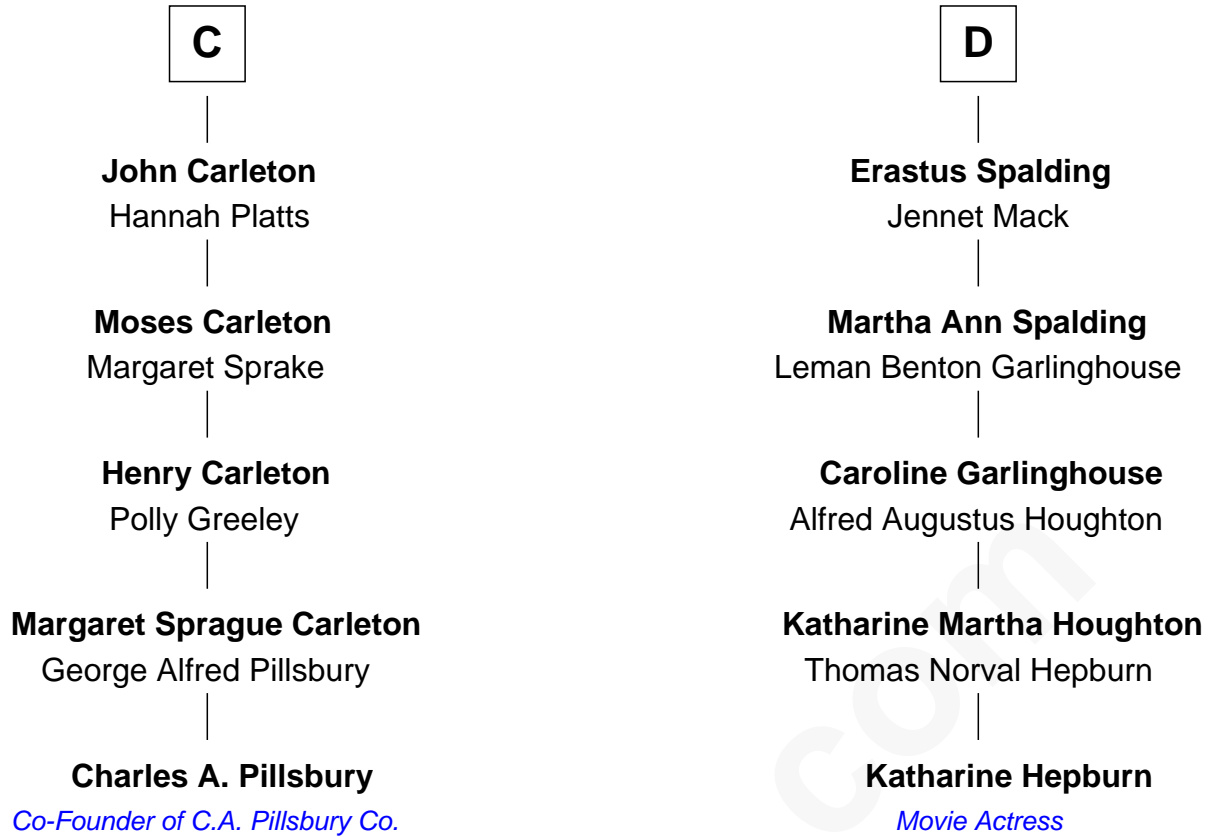 C
John Carleton
Hannah Platts
Moses Carleton
Margaret Sprake
Henry Carleton
Polly Greeley
Margaret Sprague Carleton
George Alfred Pillsbury
Charles A. Pillsbury
Co-Founder of C.A. Pillsbury Co.
D
Erastus Spalding
Jennet Mack
Martha Ann Spalding
Leman Benton Garlinghouse
Caroline Garlinghouse
Alfred Augustus Houghton
Katharine Martha Houghton
Thomas Norval Hepburn
Katharine Hepburn
Movie Actress
com